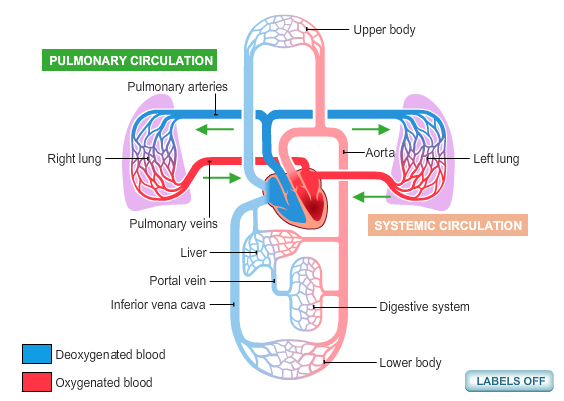 Upper body
PULMONARY CIRCULATION
Pulmonary arteries
Right lung
Aorta
Left lung
Pulmonary veins
SYSTEMIC CIRCULATION
Liver
Portal vein
Inferior vena cava
Digestive system
Deoxygenated blood
Lower body
Oxygenated blood
LABELS OFF